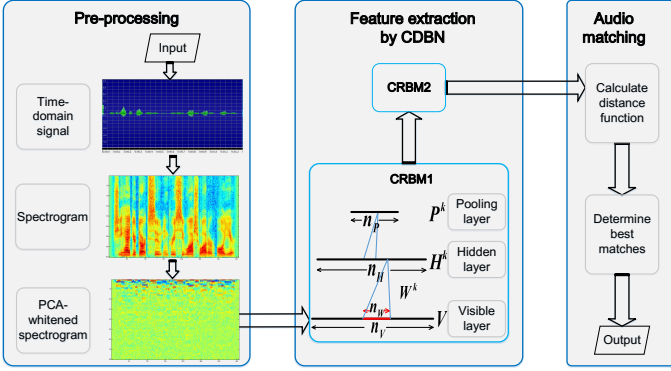 Pre-processing
Input
Time-
domain
signal
Spectrogram
PCA-
whitened
spectrogram
Feature extraction
by CDBN
CRBM2
CRBM1
n_P
P^k
Pooling
layer
n_H
H^k
Hidden
layer
W^k
n_W
n_V
V
Visible
layer
Audio
matching
Calculate
distance
function
Determine
best
matches
Output